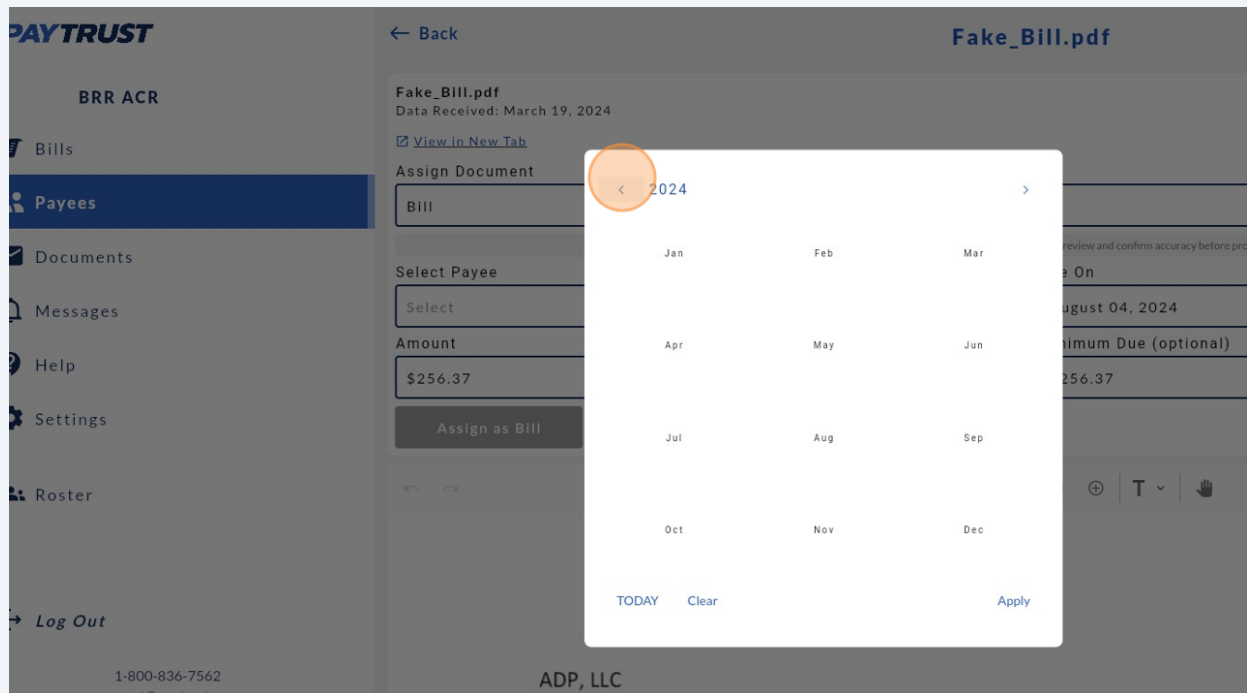 PAYTRUST
BRR ACR
Bills
Payees
Documents
Messages
Help
Settings
Roster
Log Out
1-800-836-7562
← Back
Fake_Bill.pdf
Fake_Bill.pdf
Data Received: March 19, 2024
View in New Tab
Assign Document
Bill
review and confirm accuracy before
Select Payee
Select
On
04, 2024
Amount
$256.37
Due (optional)
256.37
Assign as Bill
< 2024 >
Jan Feb Mar
Apr May Jun
Jul Aug Sep
Oct Nov Dec
TODAY Clear Apply
T
ADP, LLC